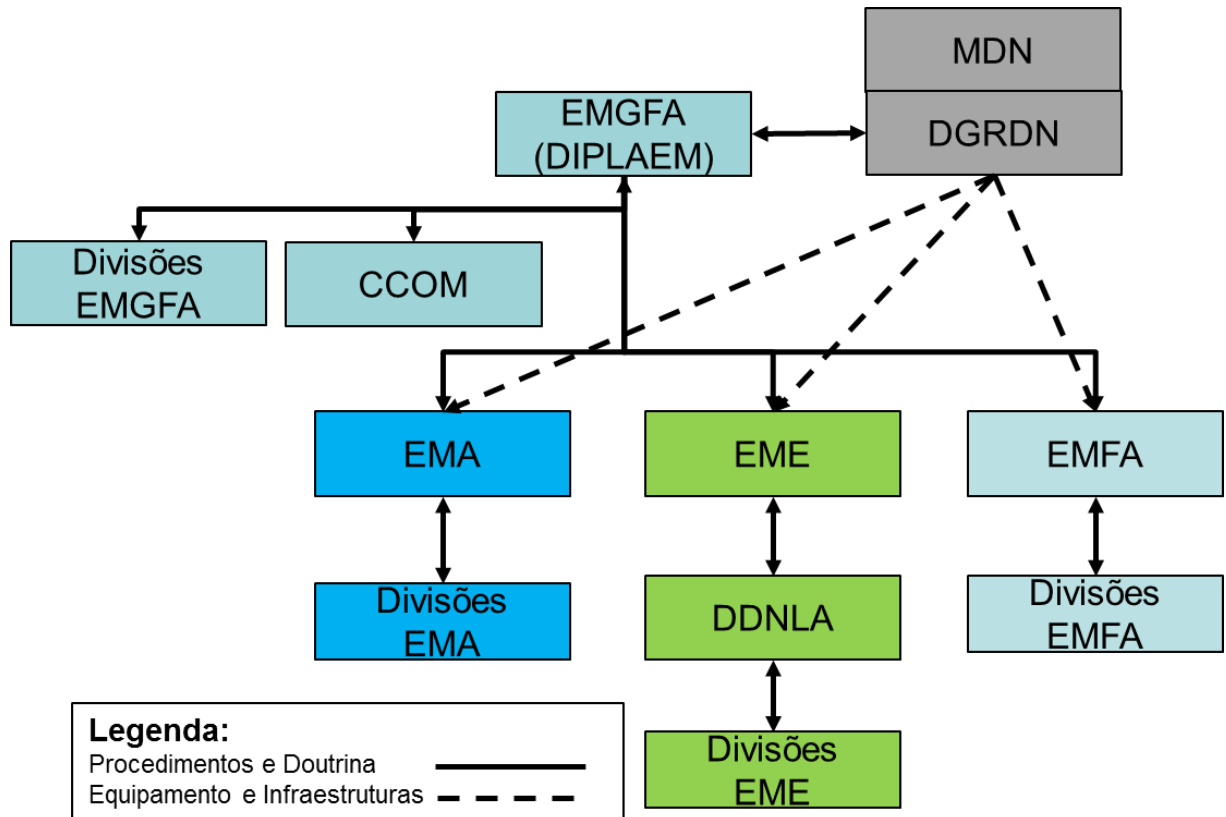 MDN
DGRDN
EMGFA
(DIPLAEM)
Divisões
EMGFA
CCOM
EMA
EME
EMFA
Divisões
EMA
DDNLA
Divisões
EMFA
Divisões
EME
Legenda:
Procedimentos e Doutrina
Equipamento e Infraestruturas